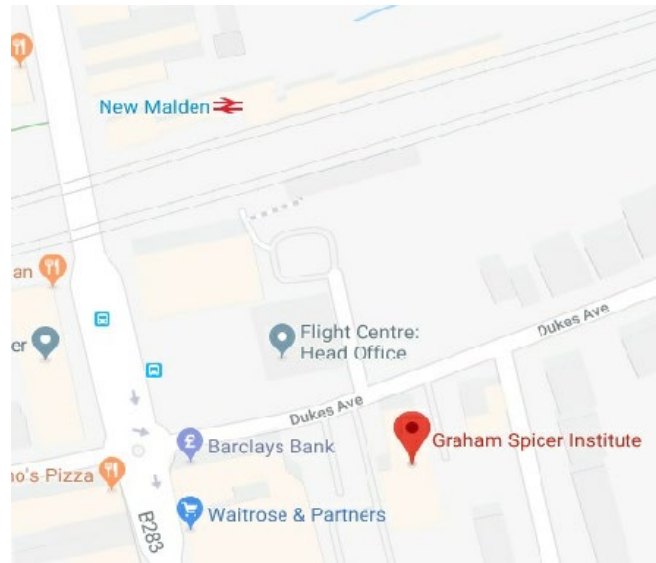 New Malden
an
Flight Centre:
Head Office
er
Dukes Ave
Dukes Ave
Barclays Bank
£
Graham Spicer Institute
no's Pizza
Waitrose & Partners
B283